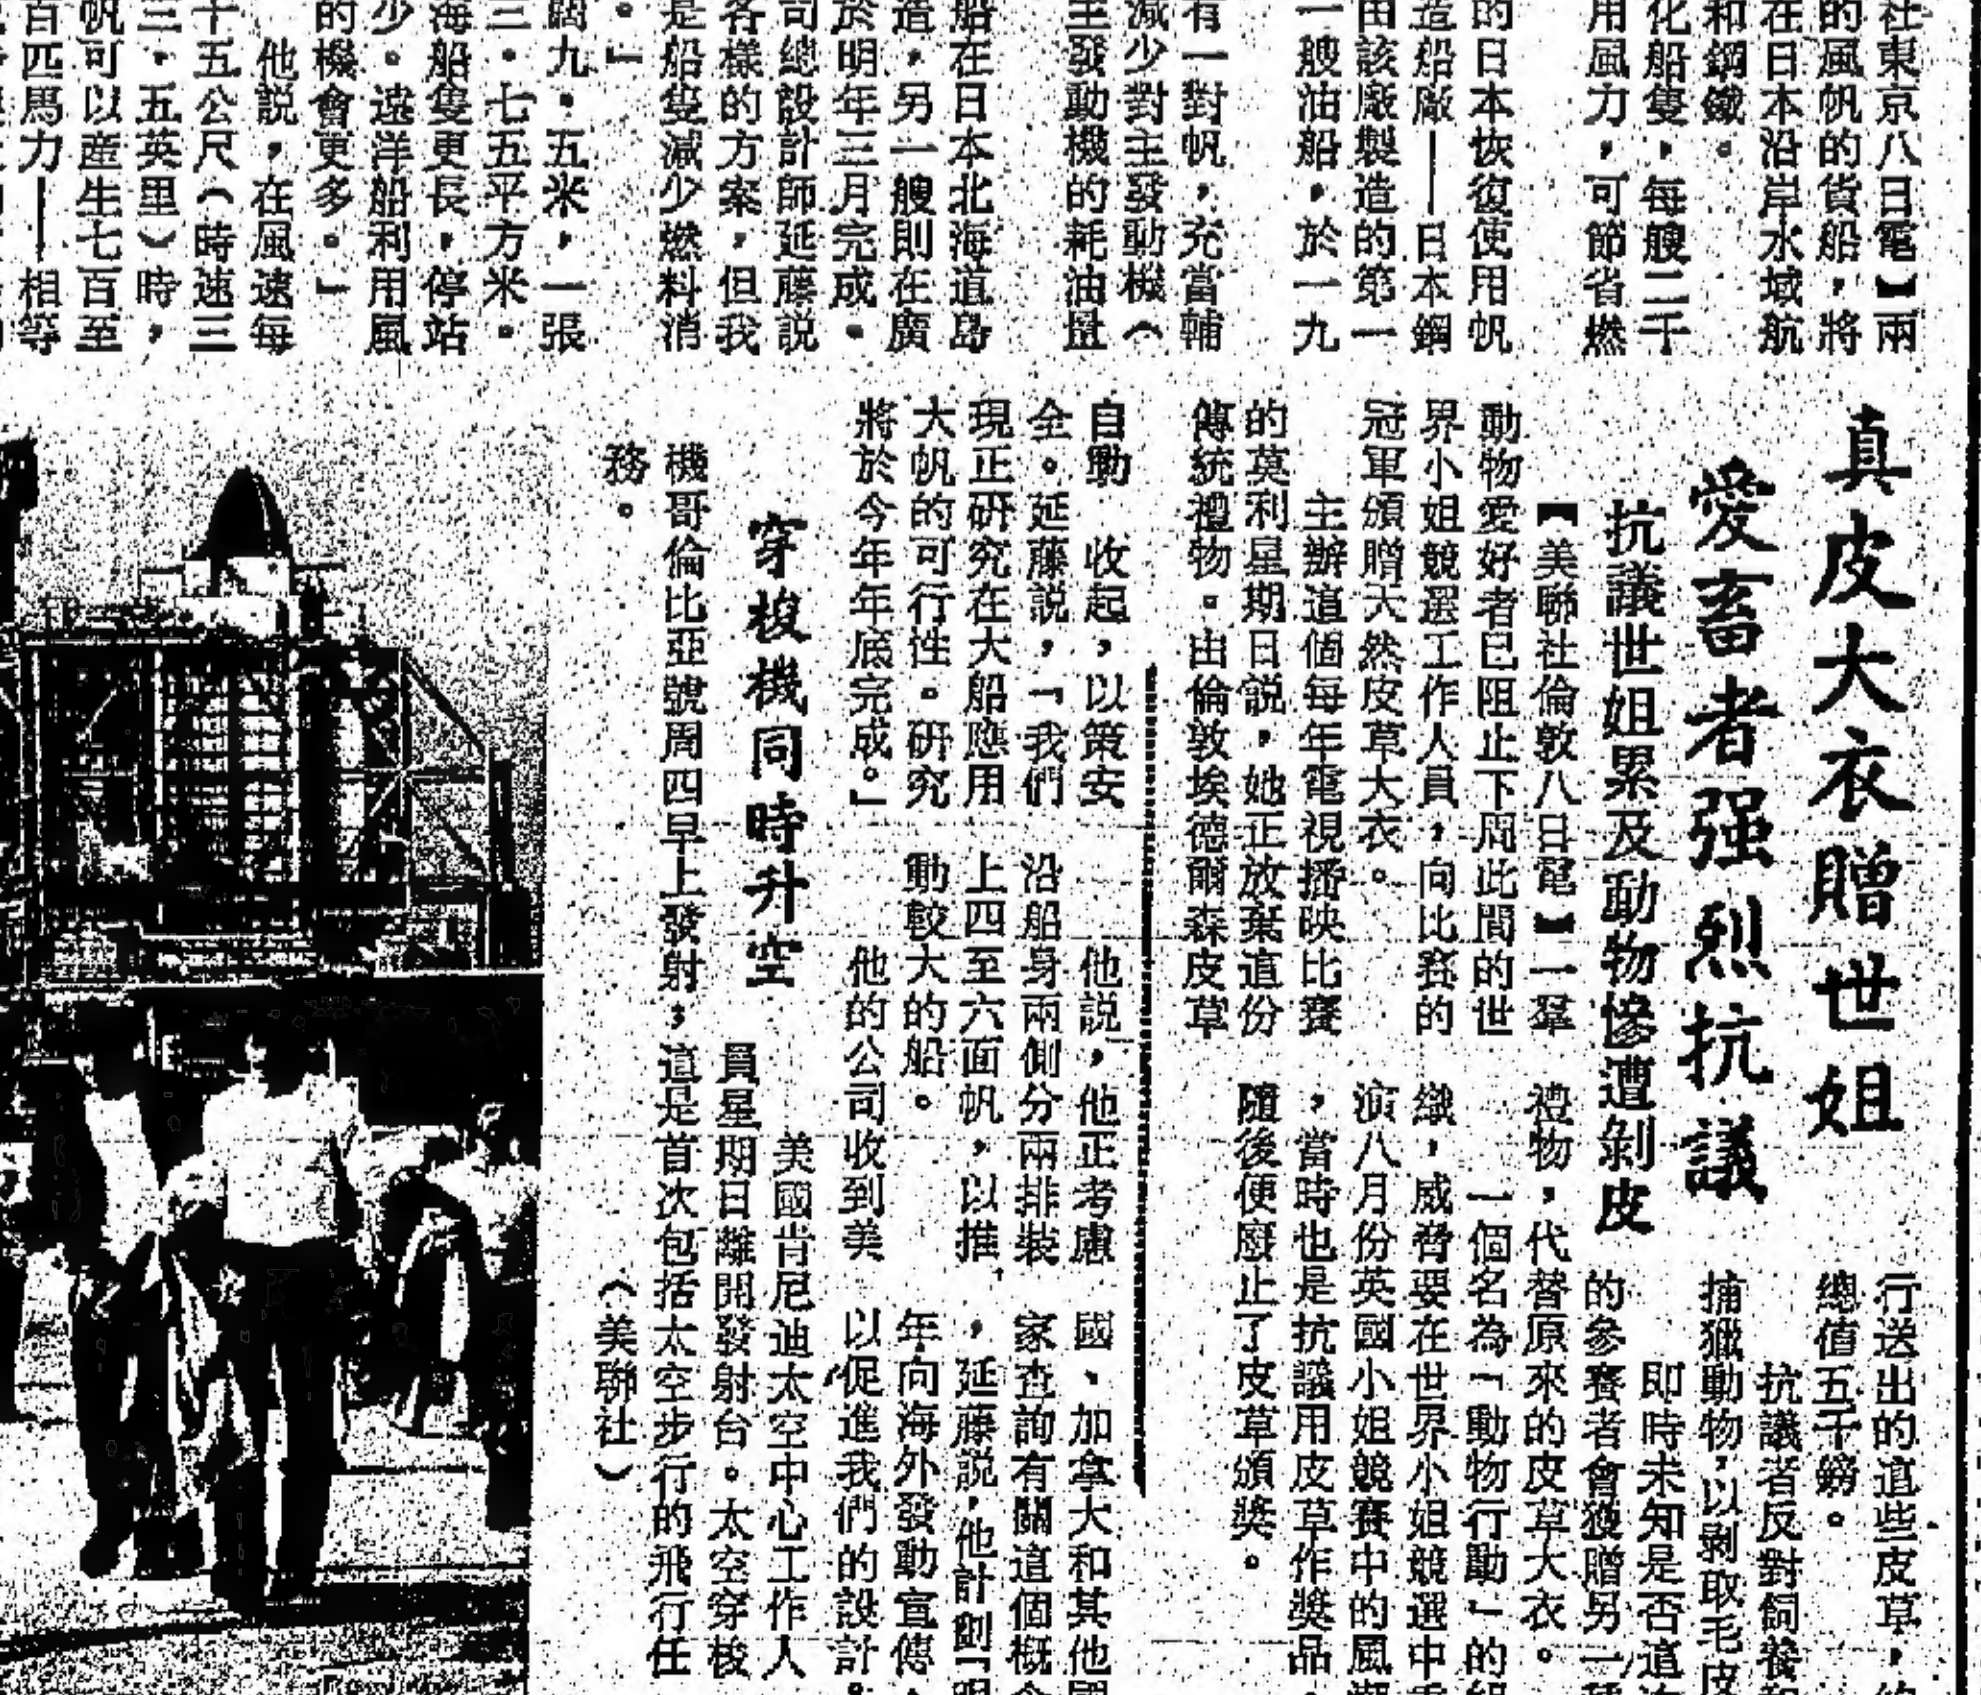 社東京八日電】兩
的風帆的貨船,將
在日本沿岸水域航
和鋼鐵。
化船隻,每艘二千
用風力,可節省燃
的日本恢復使用帆
造船廠——日本鋼
由該廠製造的第一
一艘油船,於一九
有一對帆,充當輔
減少對主發動機(
主發動機的耗油量
船在日本北海道島
造,另一艘則在廣
於明年三月完成。
司總設計師延藤説
各樣的方案,但我
是船隻減少燃料消
。」
闊九.五米,一張
三.七五平方米。
海船隻更長,停站
少。遠洋船利用風
的機會更多。」
他説,在風速每
十五公尺(時速三
三.五英里)時,
帆可以産生七百至
百匹馬力——相等
真皮大衣贈世姐
愛畜者强烈抗議
抗議世姐累及動物慘遭剝皮
【美聯社倫敦八日電】一羣
動物愛好者已阻止下周此間的世
界小姐競選工作人員,向比賽的
冠軍頒贈天然皮草大衣。
主辦這個每年電視播映比賽
的莫利星期日説,她正放棄這份
傳統禮物。由倫敦埃德爾森皮草
行送出的這些皮草,
總值五千鎊。
抗議者反對飼養
捕獵動物,以剝取毛皮
即時未知是否這
的參賽者會獲贈另一
禮物,代替原來的皮草大衣。
一個名為「動物行動」的
織,威脅要在世界小姐競選中
演八月份英國小姐競賽中的風
,當時也是抗議用皮草作獎品,
隨後便廢止了皮草頒獎。
自動收起,以策安
全。延藤説,「我們
現正研究在大船應用
大帆的可行性。研究
將於今年年底完成。」
他説,他正考慮
沿船身兩側分兩排裝
上四至六面帆,以推
動較大的船。
他的公司收到美
國、加拿大和其他國
家查詢有關這個概
,延藤説,他計劃「明
年向海外發動宣傳,
以促進我們的設計。
穿梭機同時升空
美國肯尼迪太空中心工作人
員星期日離開發射台。太空穿梭
機哥倫比亞號周四早上發射,這是首次包括太空步行的飛行任
務。
(美聯社)